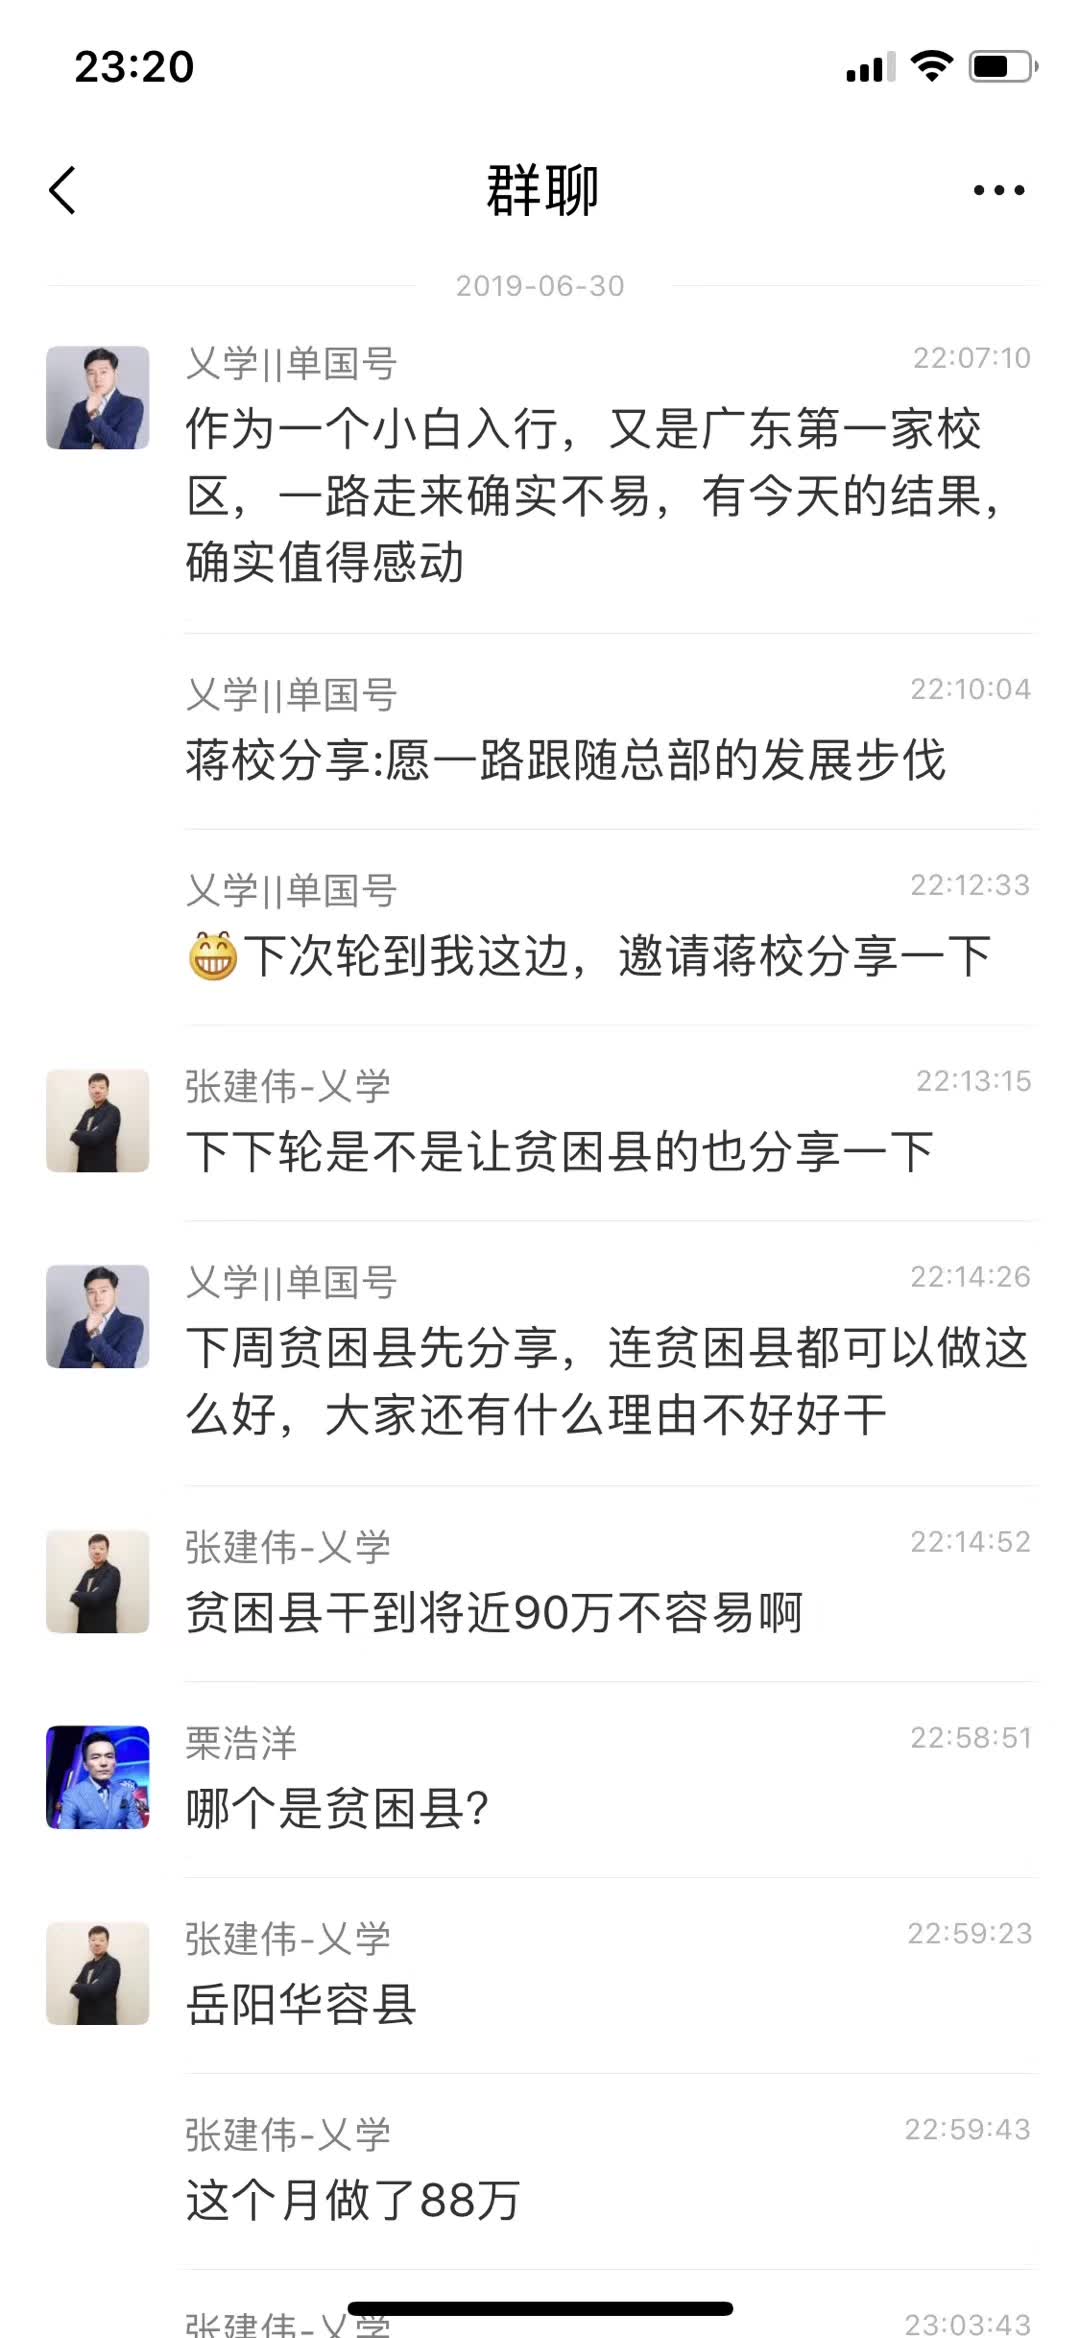 23:20
群聊
2019-06-30
乂学||单国号
22:07:10
作为一个小白入行，又是广东第一家校
区，一路走来确实不易，有今天的结果，
确实值得感动
乂学||单国号
22:10:04
蒋校分享:愿一路跟随总部的发展步伐
乂学||单国号
22:12:33
😁下次轮到我这边，邀请蒋校分享一下
张建伟-乂学
22:13:15
下下轮是不是让贫困县的也分享一下
乂学||单国号
22:14:26
下周贫困县先分享，连贫困县都可以做这
么好，大家还有什么理由不好好干
张建伟-乂学
22:14:52
贫困县干到将近90万不容易啊
栗浩洋
22:58:51
哪个是贫困县?
张建伟-乂学
22:59:23
岳阳华容县
张建伟-乂学
22:59:43
这个月做了88万
张建伟-乂学
23:03:43